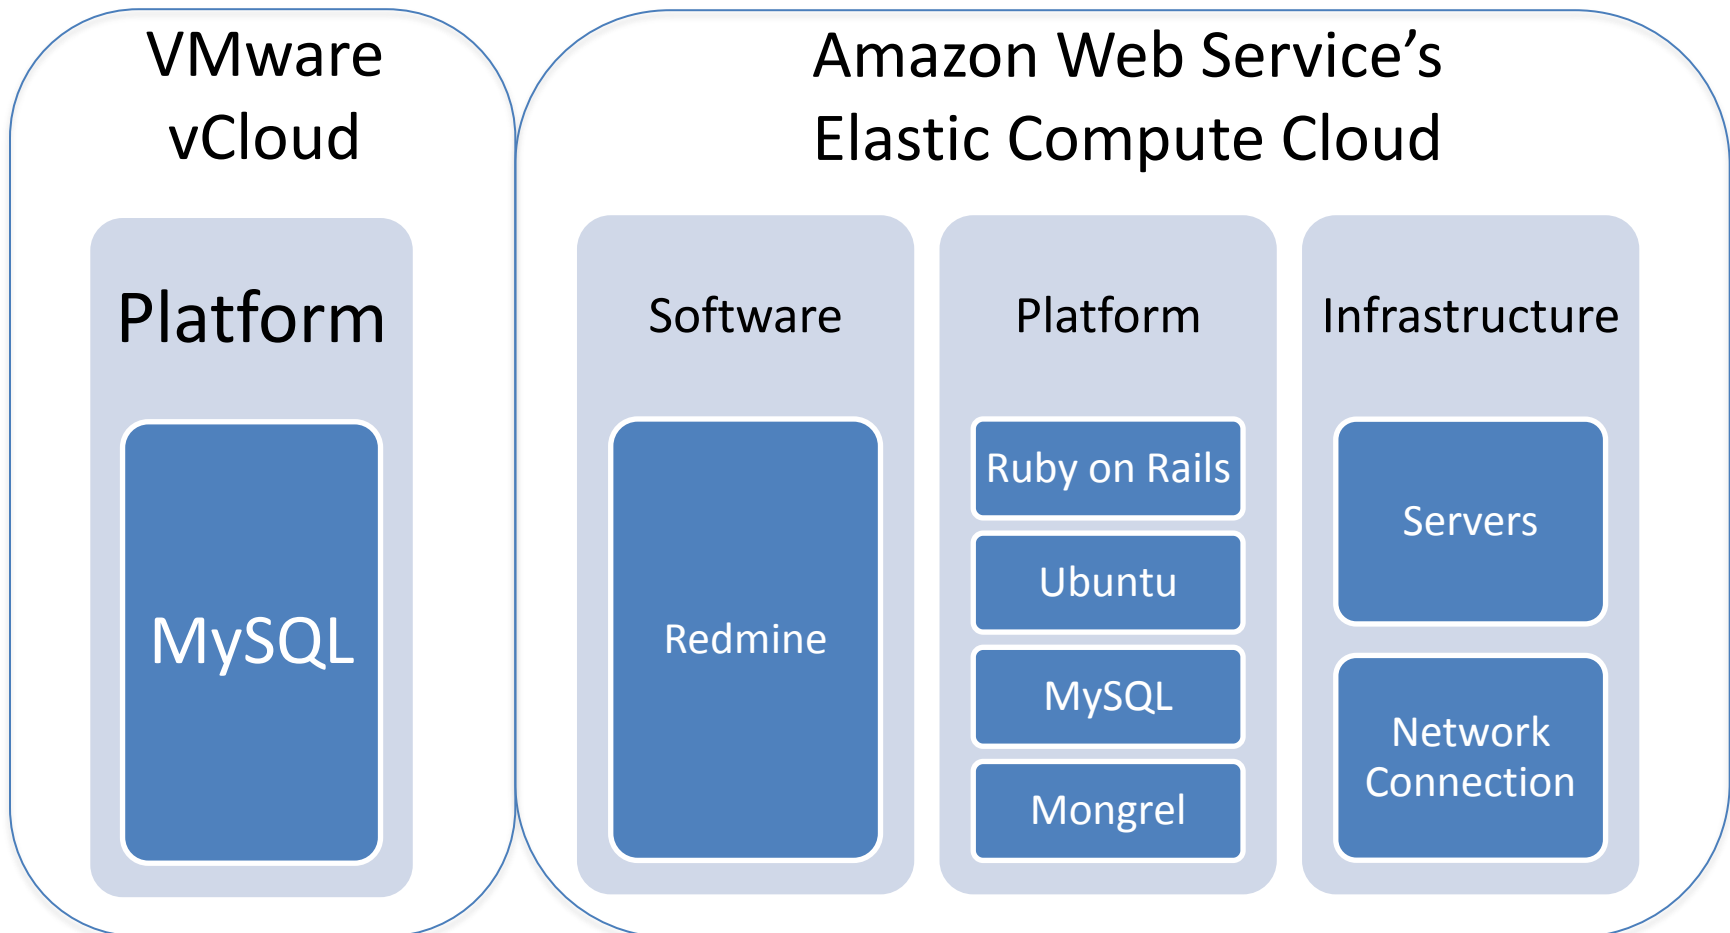 VMware
vCloud
Platform
MySQL
Amazon Web Service’s
Elastic Compute Cloud
Software
Redmine
Platform
Ruby on Rails
Ubuntu
MySQL
Mongrel
Infrastructure
Servers
Network
Connection